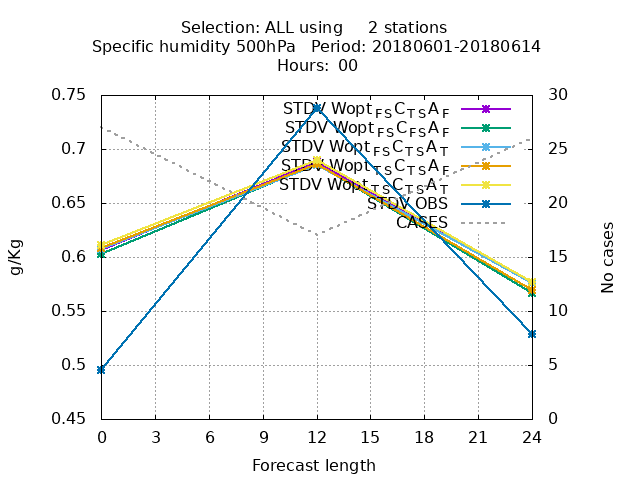 Selection: ALL using     2 stations
Specific humidity 500hPa   Period: 20180601-20180614
Hours: 00
0.75
0.7
0.65
0.6
0.55
0.5
0.45
g/Kg
STDV Wopt_FS C_TS A_F
STDV Wopt_FS C_FS A_F
STDV Wopt_FS C_TS A_T
STDV Wopt_TS C_TS A_F
STDV Wopt_TS C_TS A_T
STDV OBS
CASES
30
25
20
15
10
5
0
No cases
0 3 6 9 12 15 18 21 24
Forecast length